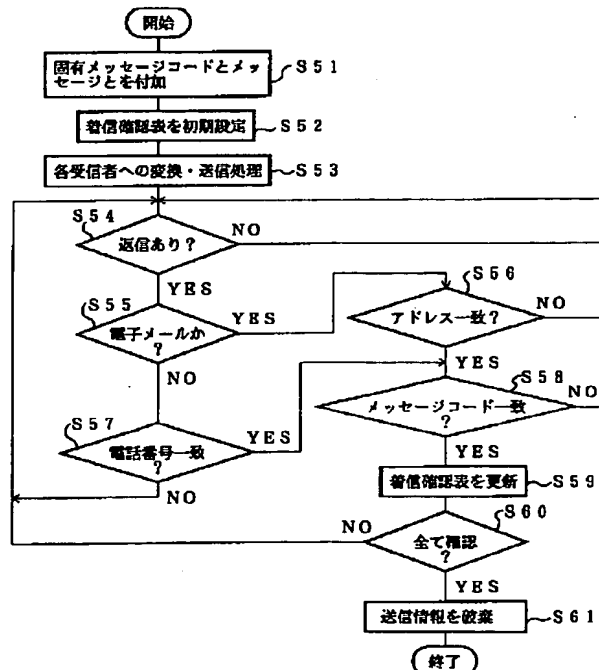 開始
固有メッセージコードとメッ
セージとを付加
S51
着信確認表を初期設定
S52
各受信者への変換・送信処理
S53
S54
返信あり?
NO
YES
S55
電子メールか
?
YES
NO
S56
アドレス一致?
NO
YES
S57
電話番号一致
?
YES
NO
S58
メッセージコード一致
?
NO
YES
着信確認表を更新
S59
S60
全て確認
?
NO
YES
送信情報を破棄
S61
終了